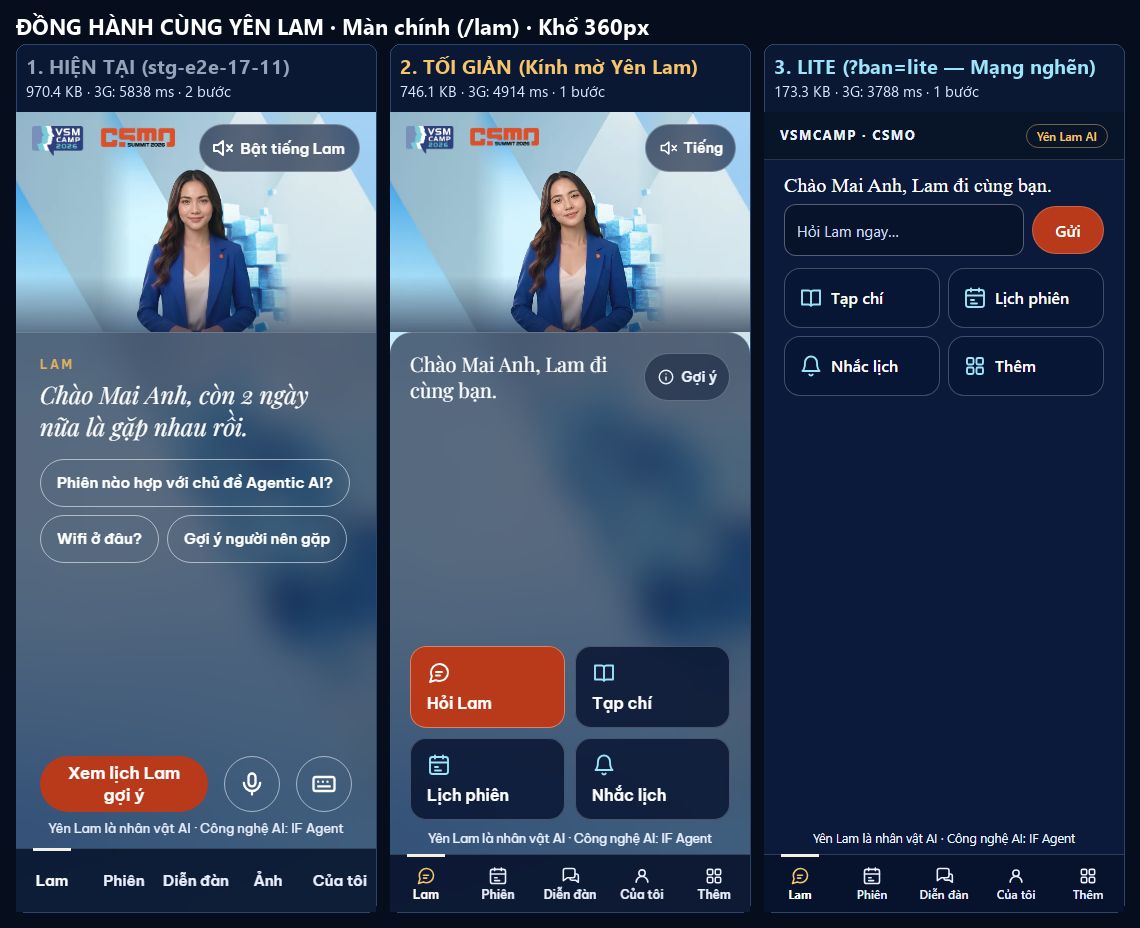 ĐỒNG HÀNH CÙNG YÊN LAM · Màn chính (/lam) · Khổ 360px
1. HIỆN TẠI (stg-e2e-17-11)
970.4 KB · 3G: 5838 ms · 2 bước
VSM
CAMP
2026
CSMO
SUMMIT 2026
Bật tiếng Lam
LAM
Chào Mai Anh, còn 2 ngày
nữa là gặp nhau rồi.
Phiên nào hợp với chủ đề Agentic AI?
Wifi ở đâu?
Gợi ý người nên gặp
Xem lịch Lam
gợi ý
Yên Lam là nhân vật AI · Công nghệ AI: IF Agent
Lam
Phiên
Diễn đàn
Ảnh
Của tôi
2. TỐI GIẢN (Kính mờ Yên Lam)
746.1 KB · 3G: 4914 ms · 1 bước
VSM
CAMP
2026
CSMO
SUMMIT 2026
Tiếng
Chào Mai Anh, Lam đi
cùng bạn.
Gợi ý
Hỏi Lam
Tạp chí
Lịch phiên
Nhắc lịch
Yên Lam là nhân vật AI · Công nghệ AI: IF Agent
Lam
Phiên
Diễn đàn
Của tôi
Thêm
3. LITE (?ban=lite — Mạng nghẽn)
173.3 KB · 3G: 3788 ms · 1 bước
VSMCAMP · CSMO
Yên Lam AI
Chào Mai Anh, Lam đi cùng bạn.
Hỏi Lam ngay...
Gửi
Tạp chí
Lịch phiên
Nhắc lịch
Thêm
Yên Lam là nhân vật AI · Công nghệ AI: IF Agent
Lam
Phiên
Diễn đàn
Của tôi
Thêm